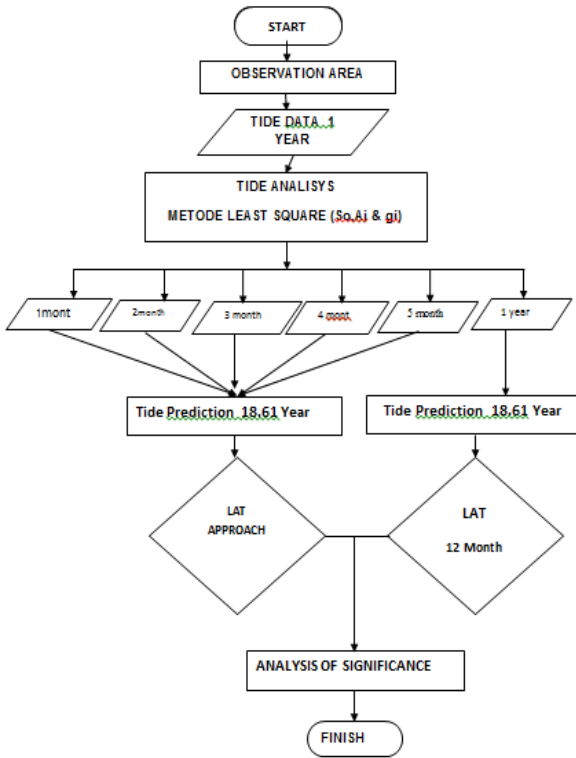 START
OBSERVATION AREA
TIDE DATA 1
YEAR
TIDE ANALISYS
METODE LEAST SQUARE (So,Ai & gi)
1mont
2month
3 month
4 mont
5 month
1 year
Tide Prediction 18.61 Year
Tide Prediction 18.61 Year
LAT
APPROACH
LAT
12 Month
ANALYSIS OF SIGNIFICANCE
FINISH